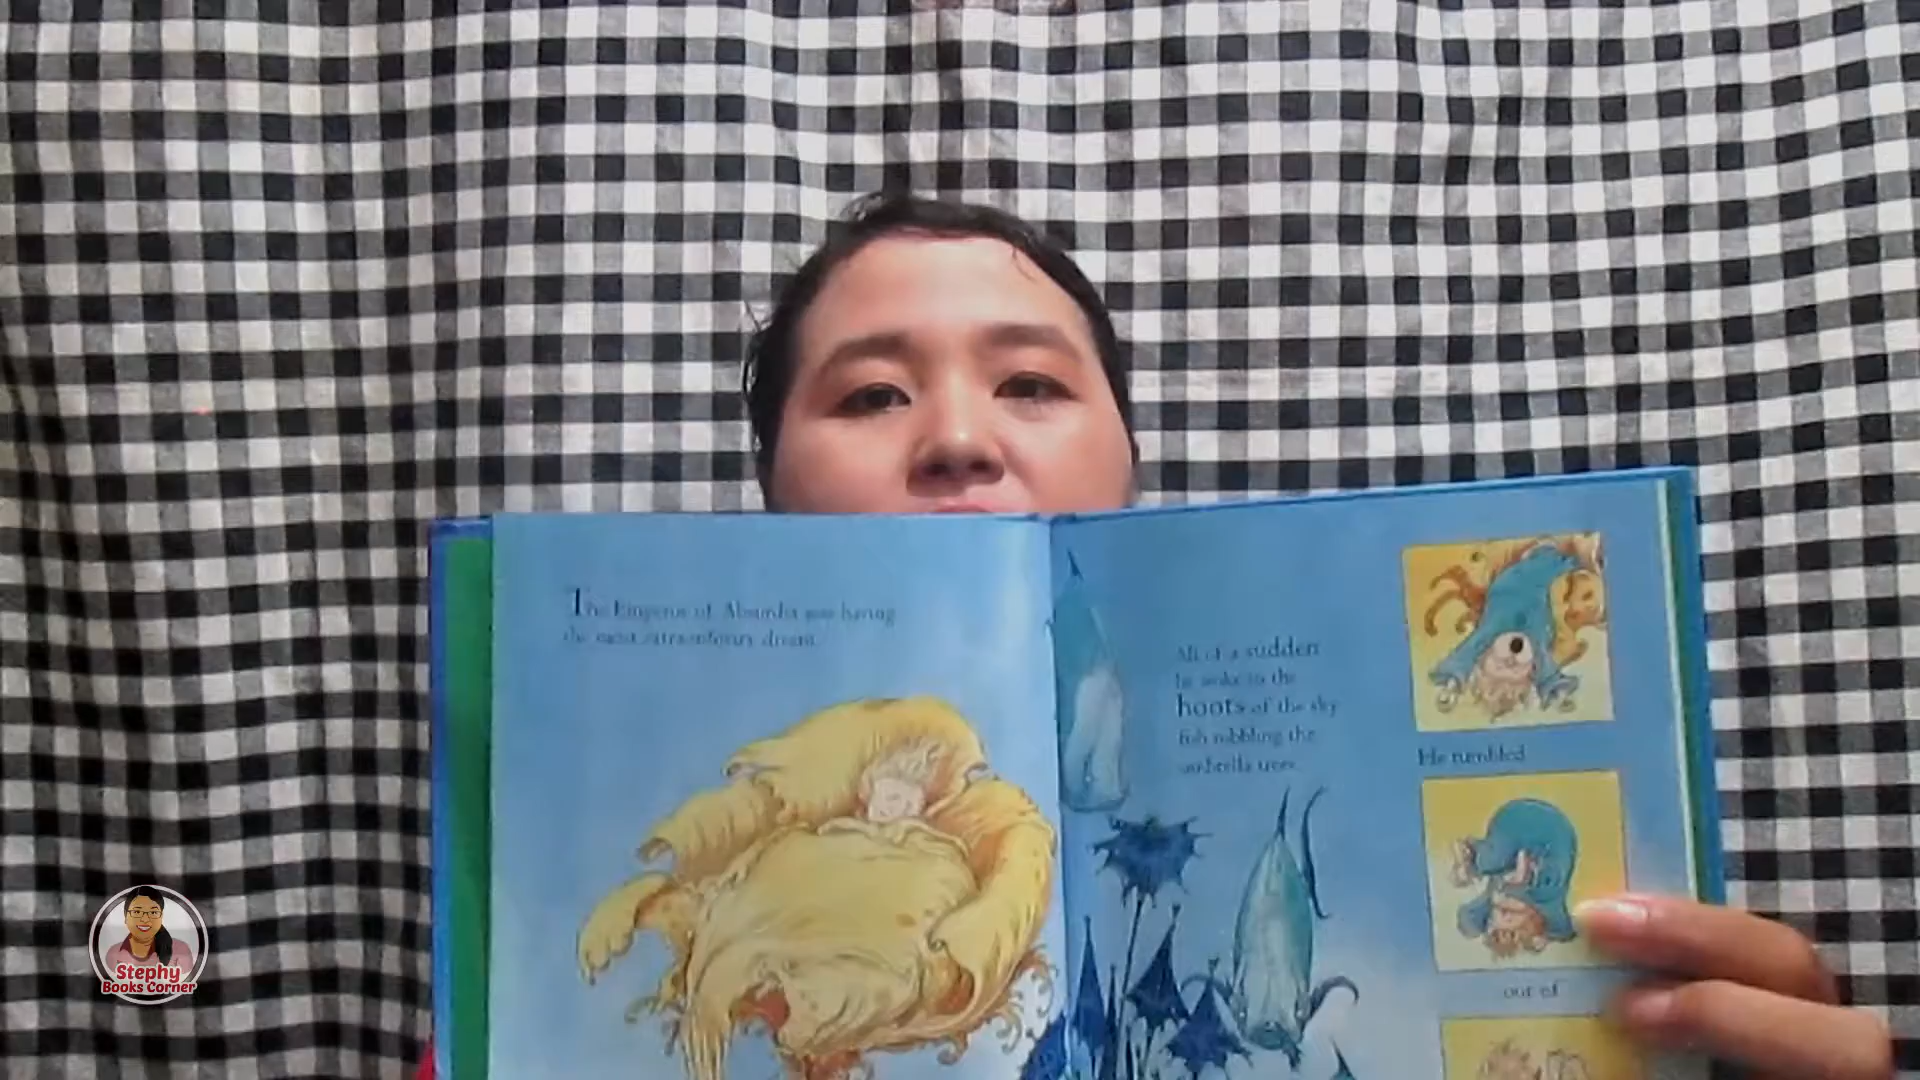 The Emperor of Absurdia was having
the most extraordinary dream.
All of a sudden
he woke to the
hoots of the sky
fish nibbling the
umbrella trees.
He tumbled
out of
Stephy
Books Corner